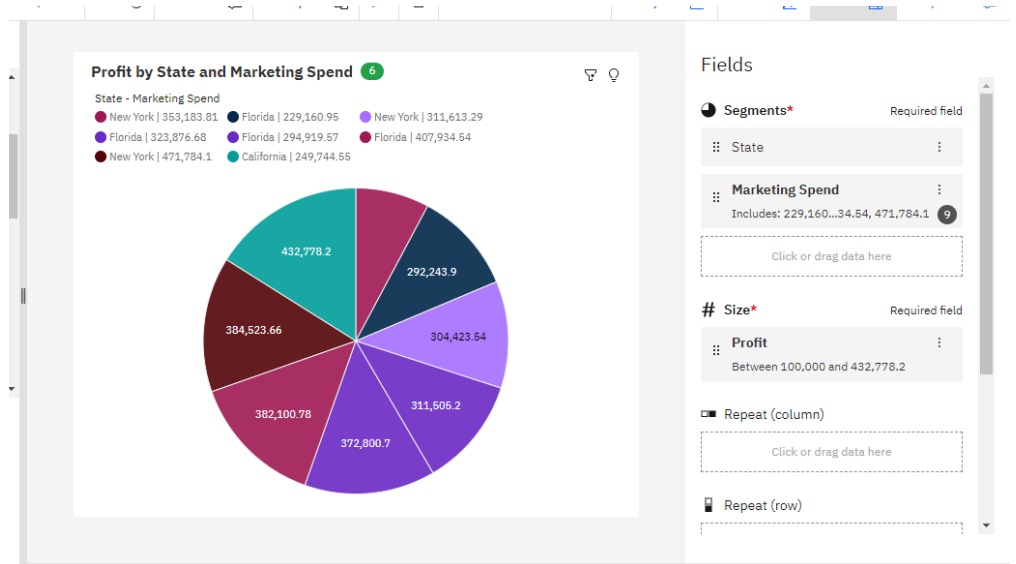 Profit by State and Marketing Spend 6
State - Marketing Spend
New York | 353,183.81 Florida | 229,160.95 New York | 311,613.29
Florida | 323,876.68 Florida | 294,919.57 Florida | 407,934.54
New York | 471,784.1 California | 249,744.55
432,778.2
292,243.9
304,423.54
384,523.66
311,505.2
382,100.78
372,800.7
Fields
Segments* Required field
State
Marketing Spend
Includes: 229,160...34.54, 471,784.1 9
Click or drag data here
# Size* Required field
Profit
Between 100,000 and 432,778.2
Repeat (column)
Click or drag data here
Repeat (row)